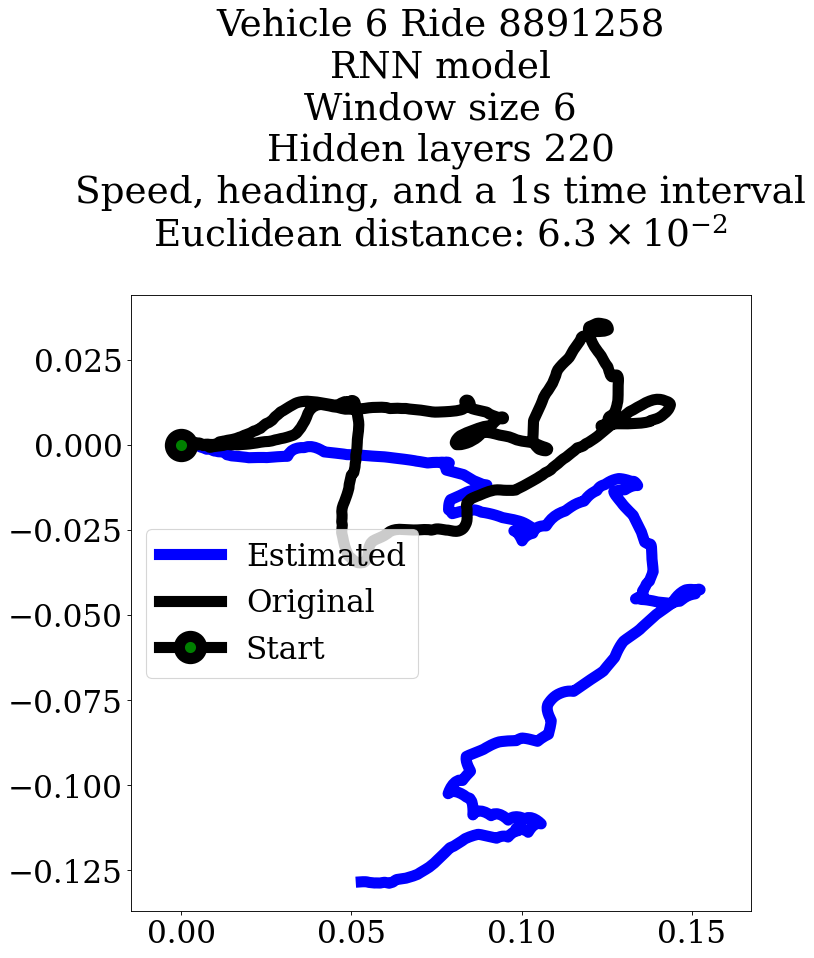 Vehicle 6 Ride 8891258
RNN model
Window size 6
Hidden layers 220
Speed, heading, and a 1s time interval
Euclidean distance: 6.3 × 10⁻²
0.025
0.000
−0.025
−0.050
−0.075
−0.100
−0.125
Estimated
Original
Start
0.00 0.05 0.10 0.15